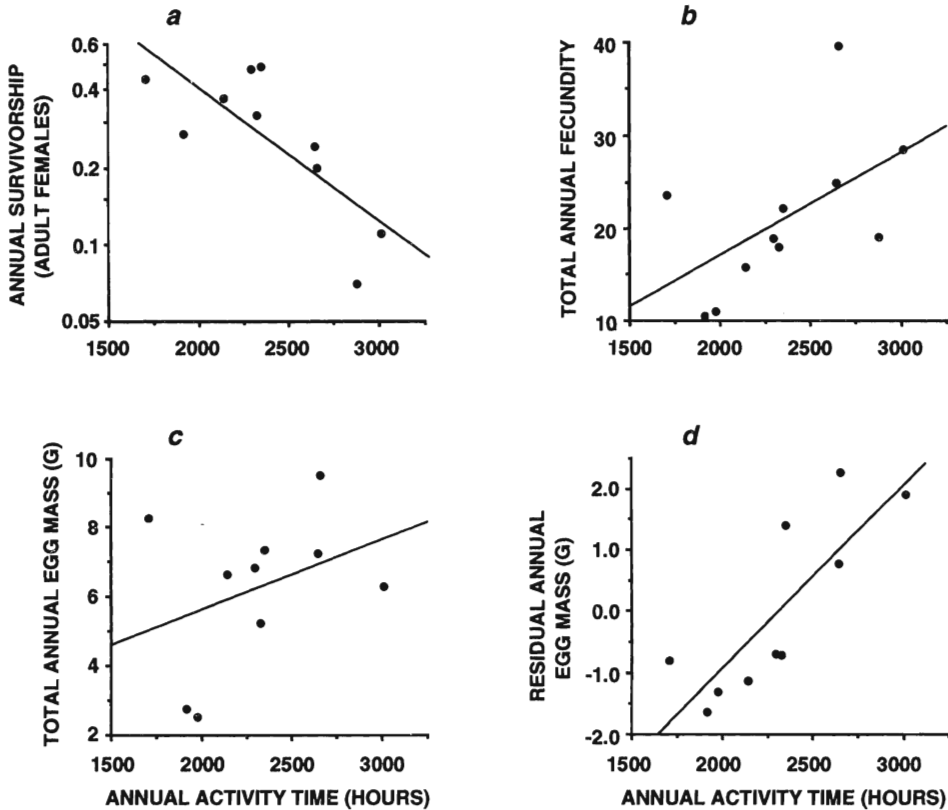 a
ANNUAL SURVIVORSHIP
(ADULT FEMALES)
0.6
0.4
0.2
0.1
0.05
1500 2000 2500 3000
b
TOTAL ANNUAL FECUNDITY
40
30
20
10
1500 2000 2500 3000
c
TOTAL ANNUAL EGG MASS (G)
10
8
6
4
2
1500 2000 2500 3000
ANNUAL ACTIVITY TIME (HOURS)
d
RESIDUAL ANNUAL
EGG MASS (G)
2.0
1.0
0.0
-1.0
-2.0
1500 2000 2500 3000
ANNUAL ACTIVITY TIME (HOURS)